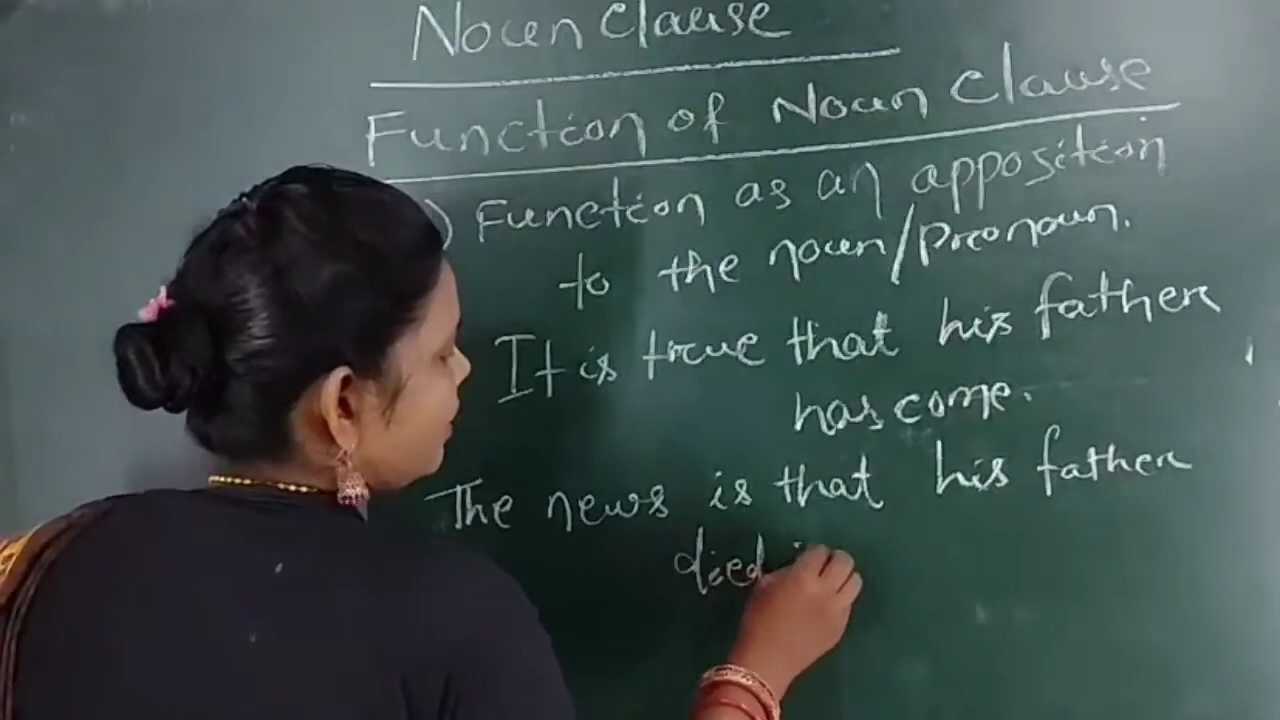 Noun Clause
Function of Noun Clause
) Function as an apposition
to the noun/Pronoun.
It is true that his father
has come.
The news is that his father
died